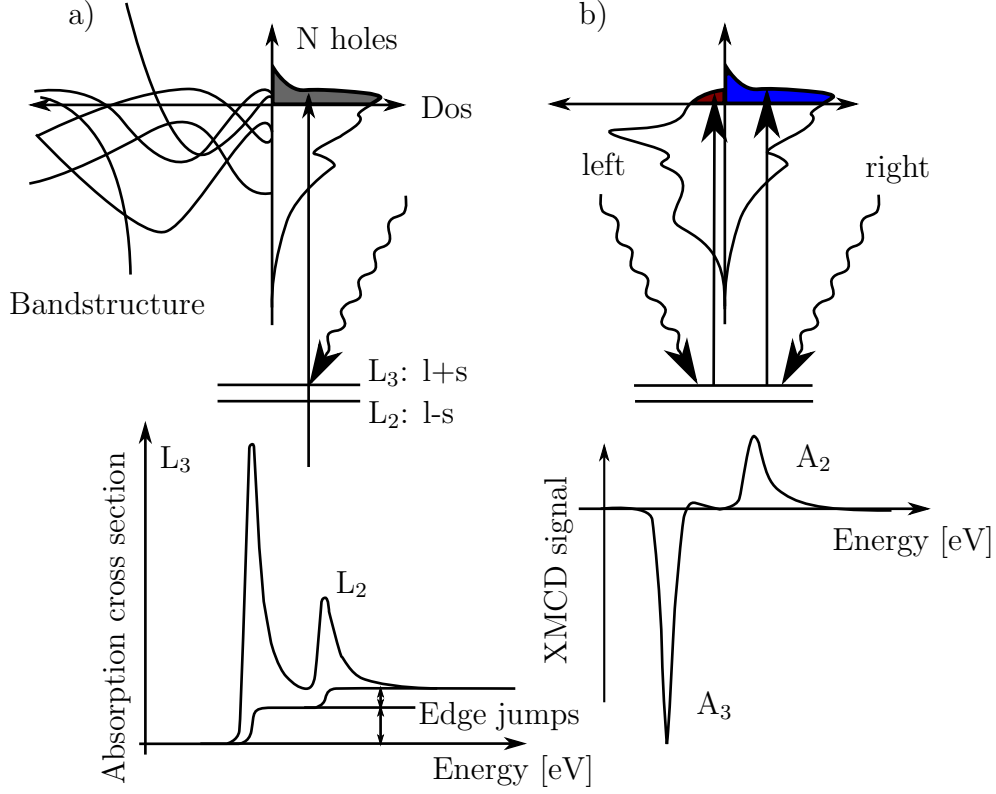 a)
N holes
Dos
Bandstructure
L₃: l+s
L₂: l-s
Absorption cross section
L₃
L₂
Edge jumps
Energy [eV]
b)
left
right
XMCD signal
A₂
Energy [eV]
A₃